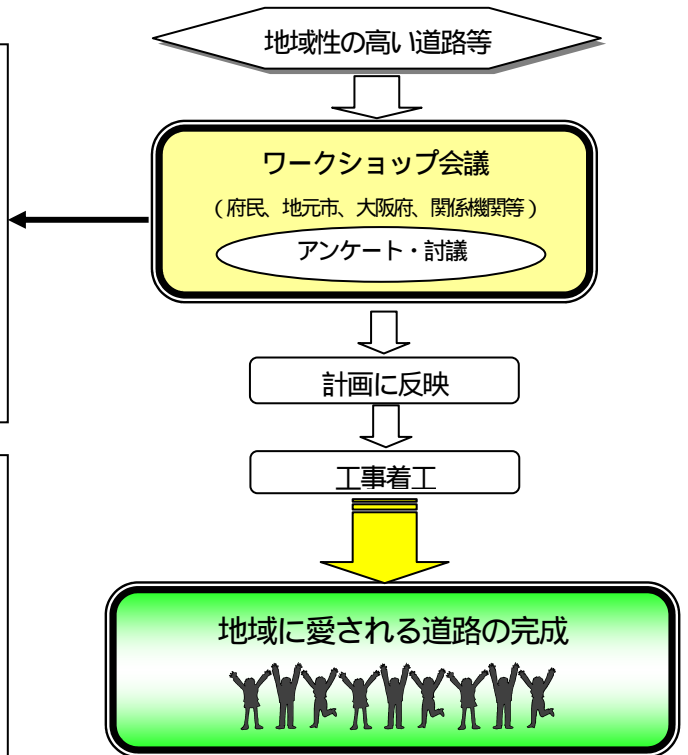 地域性の高い道路等
ワークショップ会議
（府民、地元市、大阪府、関係機関等）
アンケート・討議
計画に反映
工事着工
地域に愛される道路の完成